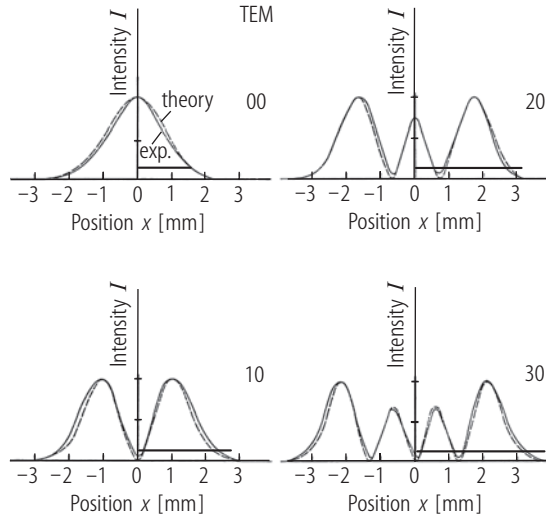 TEM
Intensity I
theory
exp.
00
−3 −2 −1 0 1 2 3
Position x [mm]
Intensity I
20
−3 −2 −1 0 1 2 3
Position x [mm]
Intensity I
10
−3 −2 −1 0 1 2 3
Position x [mm]
Intensity I
30
−3 −2 −1 0 1 2 3
Position x [mm]